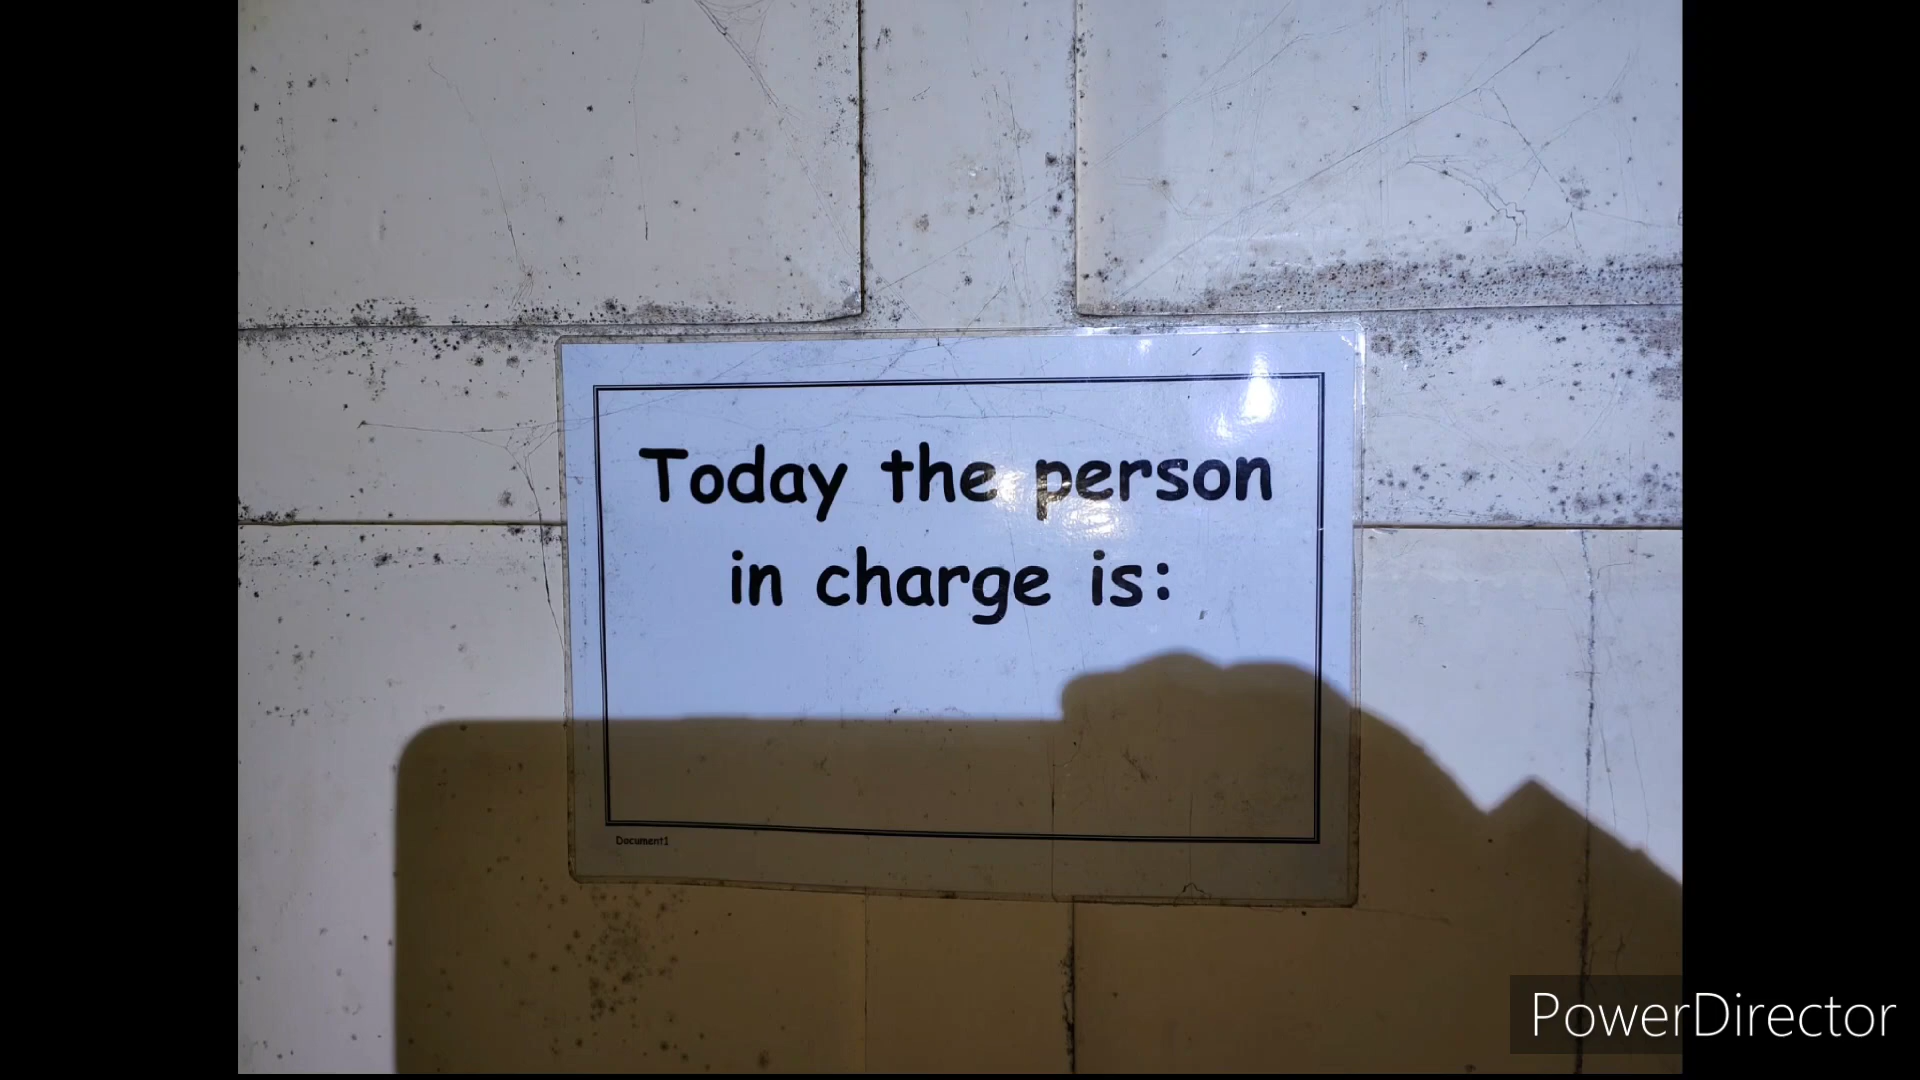 Today the person
in charge is:
Document1
PowerDirector